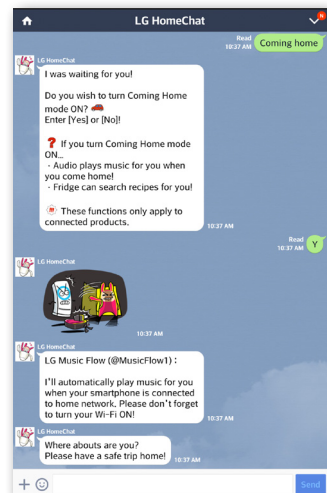 LG HomeChat
N
Read
10:37 AM
Coming home
LG HomeChat
I was waiting for you!
Do you wish to turn Coming Home
mode ON?
Enter [Yes] or [No]!
? If you turn Coming Home mode
ON...
- Audio plays music for you when
you come home!
- Fridge can search recipes for you!
These functions only apply to
connected products.
10:37 AM
Read
10:37 AM
Y
LG HomeChat
10:37 AM
LG HomeChat
LG Music Flow (@MusicFlow1) :
I'll automatically play music for you
when your smartphone is connected
to home network. Please don't forget
to turn your Wi-Fi ON!
10:37 AM
LG HomeChat
Where abouts are you?
Please have a safe trip home!
10:37 AM
Send